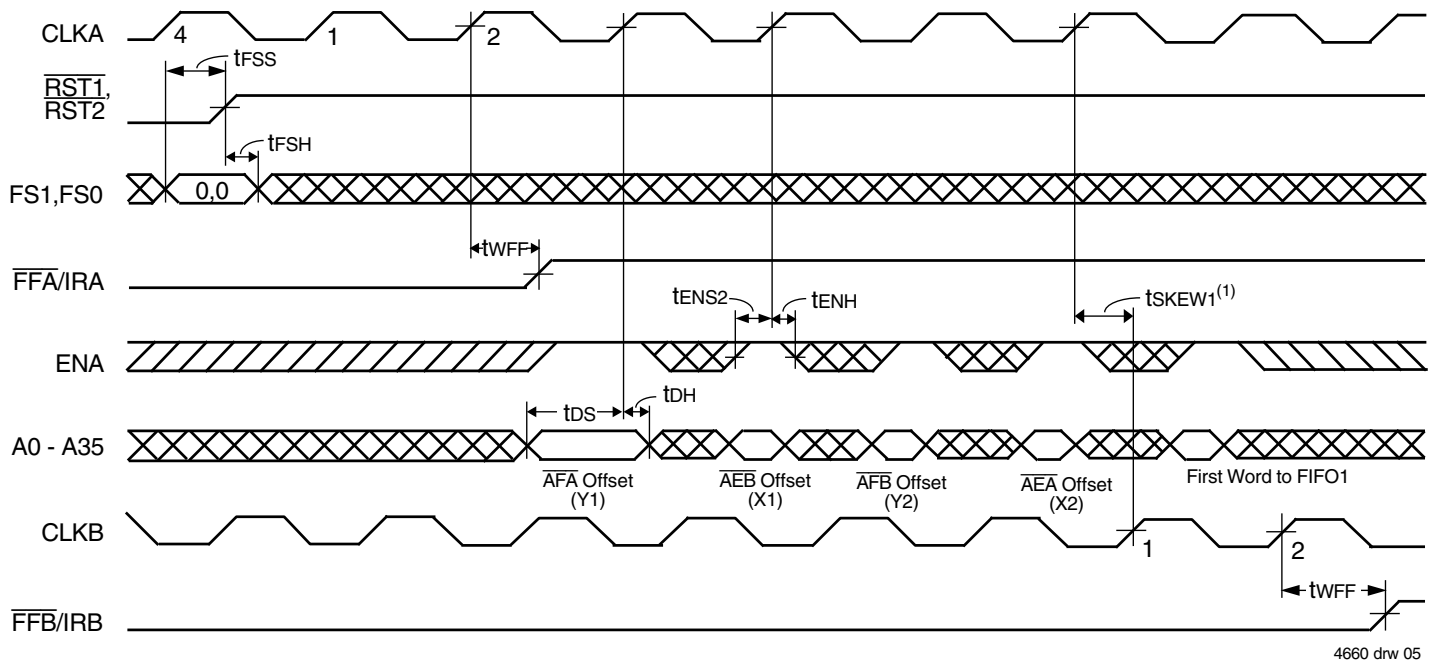 CLKA
4
1
2
tFSS
RST1,
RST2
tFSH
FS1,FS0
0,0
tWFF
FFA/IRA
tENS2
tENH
tSKEW1(1)
ENA
tDS
tDH
A0 - A35
AFA Offset
(Y1)
AEB Offset
(X1)
AFB Offset
(Y2)
AEA Offset
(X2)
First Word to FIFO1
CLKB
1
2
tWFF
FFB/IRB
4660 drw 05